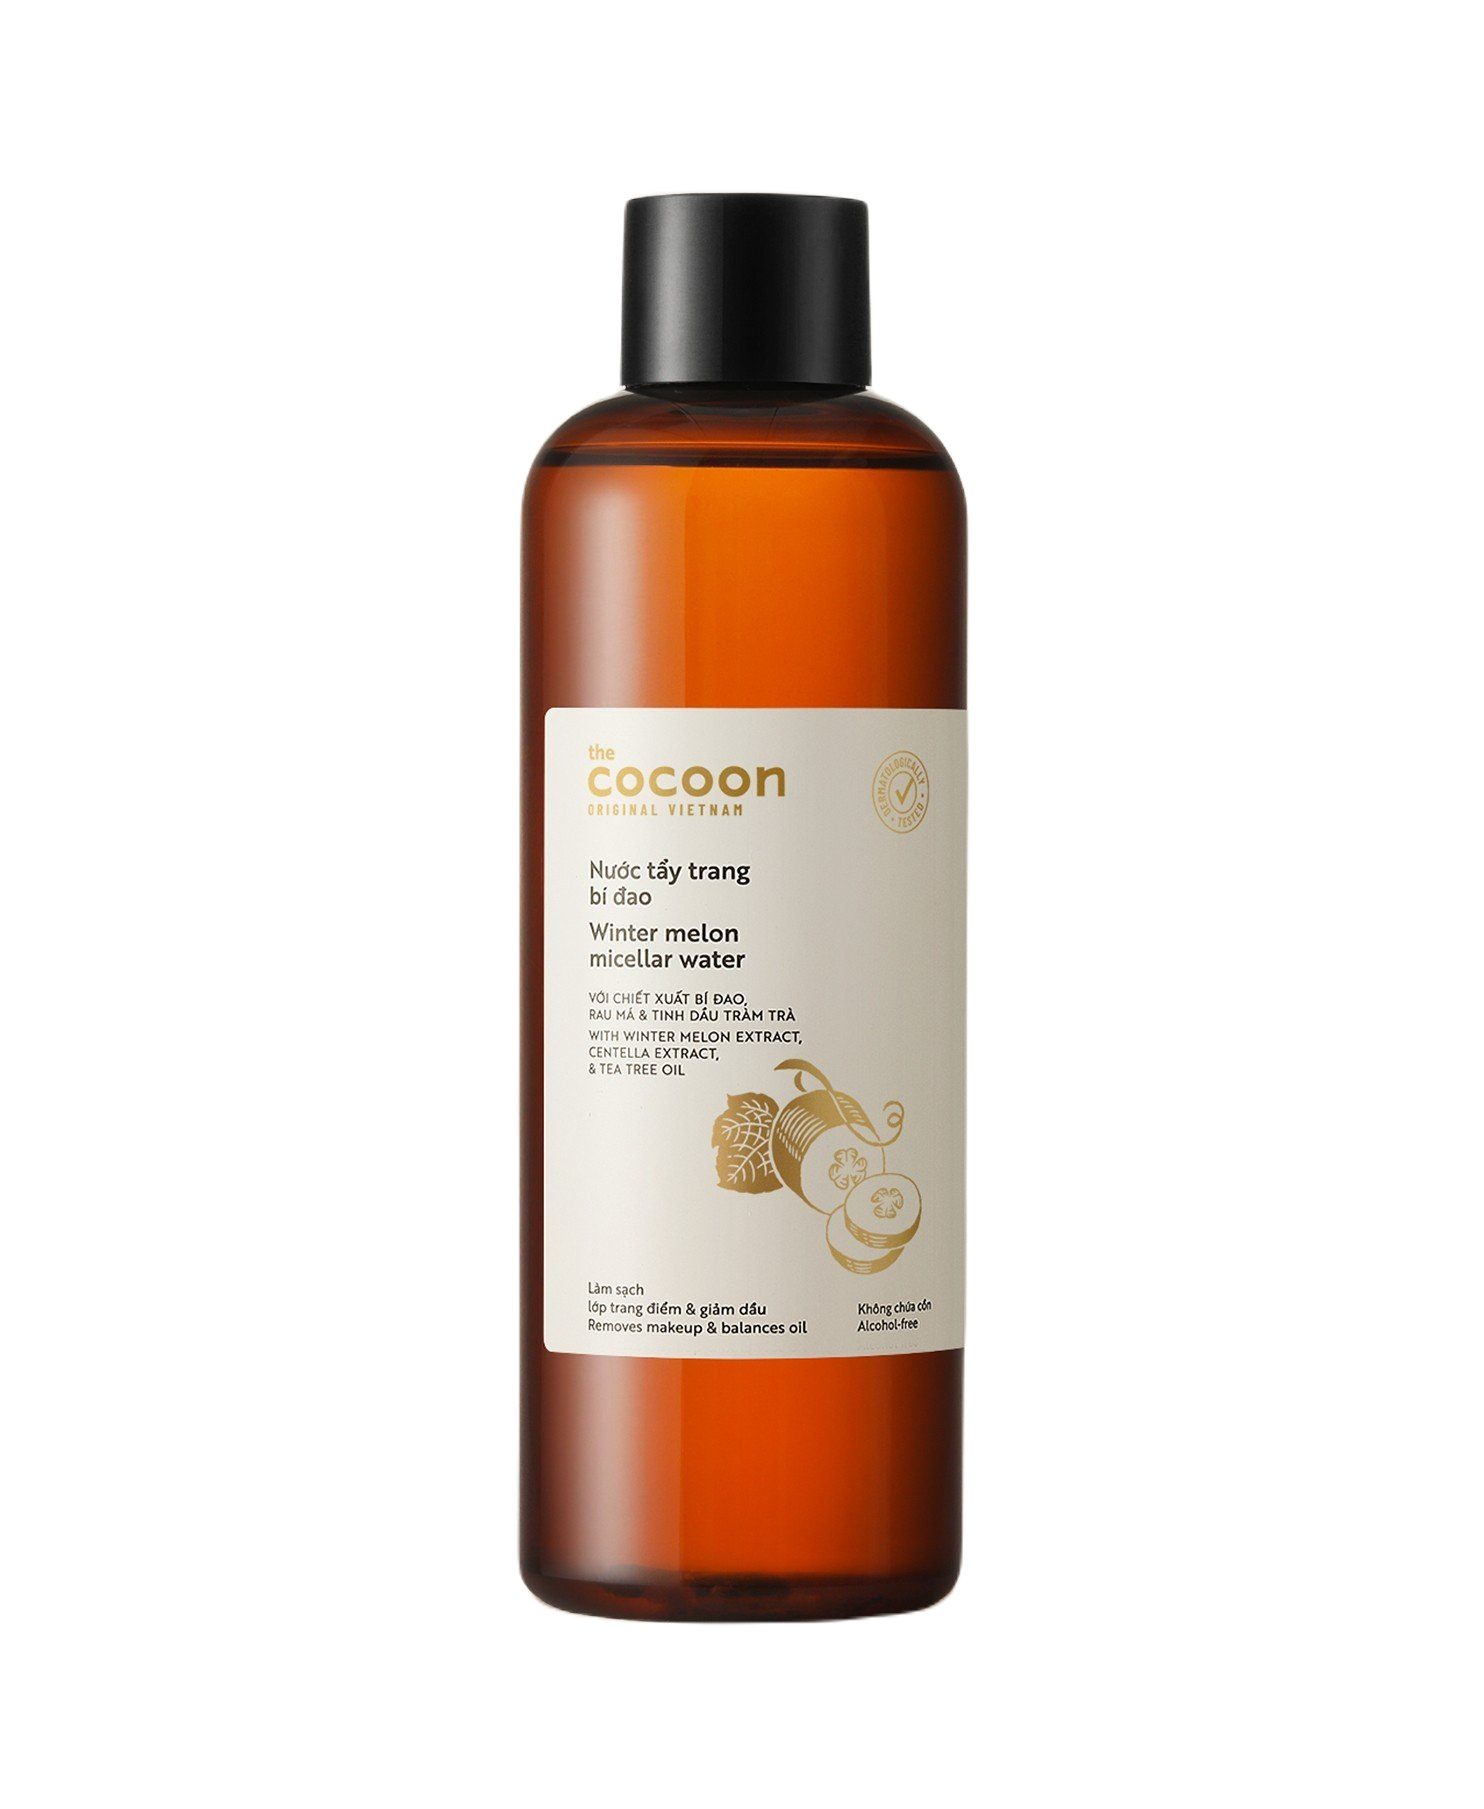 the
cocoon
ORIGINAL VIETNAM
DERMATOLOGICALLY
• TESTED •
Nước tẩy trang
bí đao
Winter melon
micellar water
VỚI CHIẾT XUẤT BÍ ĐAO,
RAU MÁ & TINH DẦU TRÀM TRÀ
WITH WINTER MELON EXTRACT,
CENTELLA EXTRACT,
& TEA TREE OIL
Làm sạch
lớp trang điểm & giảm dầu
Removes makeup & balances oil
Không chứa cồn
Alcohol-free